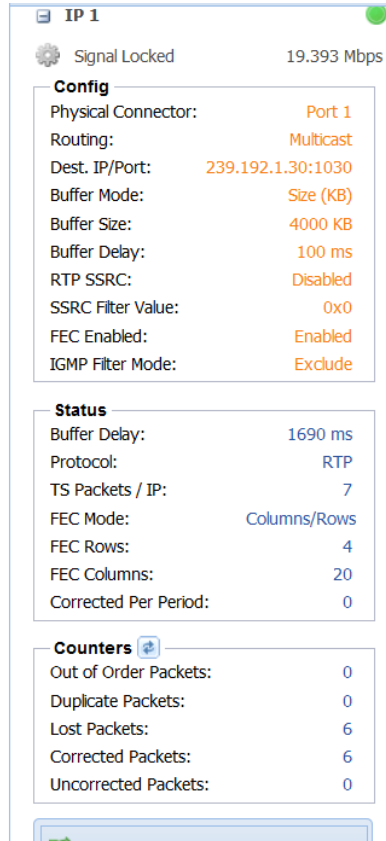 IP 1
Signal Locked 19.393 Mbps
Config
Physical Connector: Port 1
Routing: Multicast
Dest. IP/Port: 239.192.1.30:1030
Buffer Mode: Size (KB)
Buffer Size: 4000 KB
Buffer Delay: 100 ms
RTP SSRC: Disabled
SSRC Filter Value: 0x0
FEC Enabled: Enabled
IGMP Filter Mode: Exclude
Status
Buffer Delay: 1690 ms
Protocol: RTP
TS Packets / IP: 7
FEC Mode: Columns/Rows
FEC Rows: 4
FEC Columns: 20
Corrected Per Period: 0
Counters
Out of Order Packets: 0
Duplicate Packets: 0
Lost Packets: 6
Corrected Packets: 6
Uncorrected Packets: 0